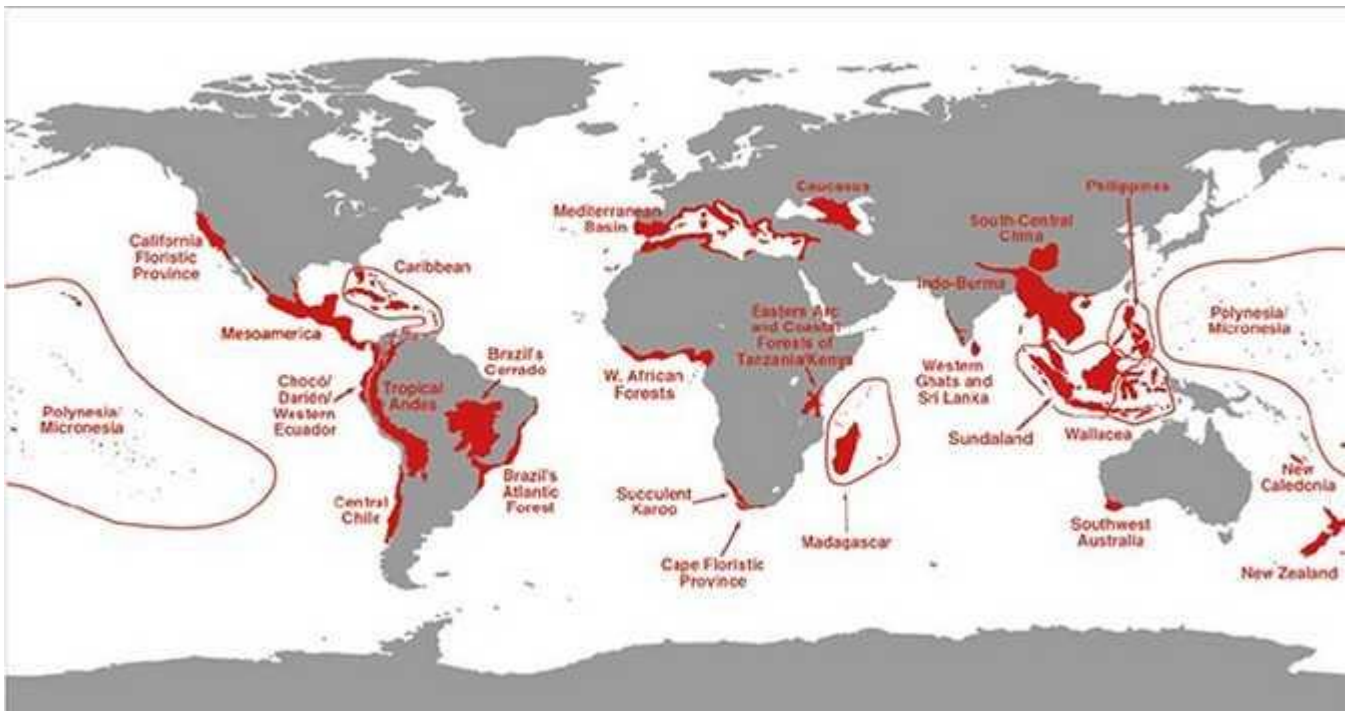 Caucasus
Philippines
Mediterranean
Basin
South-Central
China
California
Floristic
Province
Caribbean
Indo-Burma
Polynesia/
Micronesia
Mesoamerica
Eastern Arc
and Coastal
Forests of
Tanzania/Kenya
Brazil's
Cerrado
Chocó/
Darién/
Western
Ecuador
Tropical
Andes
W. African
Forests
Western
Ghats and
Sri Lanka
Polynesia/
Micronesia
Sundaland
Wallacea
Brazil's
Atlantic
Forest
Central
Chile
Succulent
Karoo
New
Caledonia
Cape Floristic
Province
Madagascar
Southwest
Australia
New Zealand